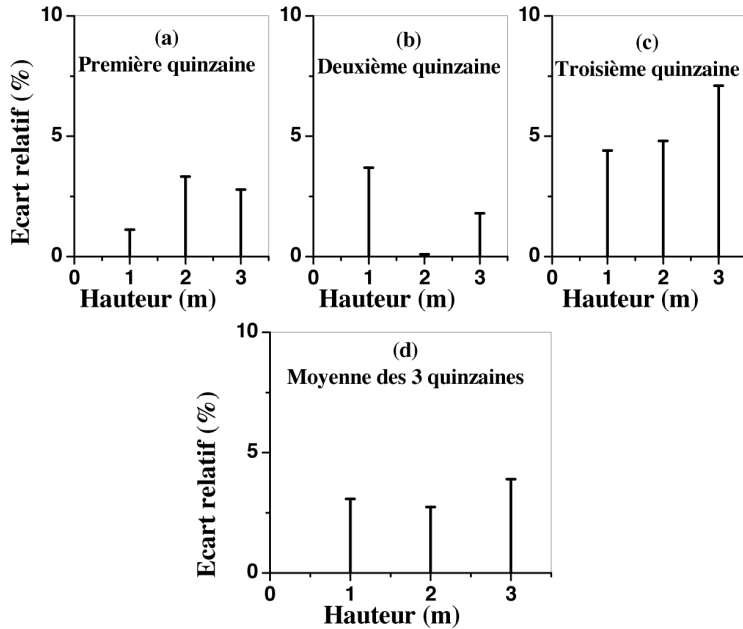 10
5
0
Ecart relatif (%)
(a)
Première quinzaine
0 1 2 3
Hauteur (m)
10
5
0
(b)
Deuxième quinzaine
0 1 2 3
Hauteur (m)
10
5
0
(c)
Troisième quinzaine
0 1 2 3
Hauteur (m)
10
5
0
Ecart relatif (%)
(d)
Moyenne des 3 quinzaines
0 1 2 3
Hauteur (m)